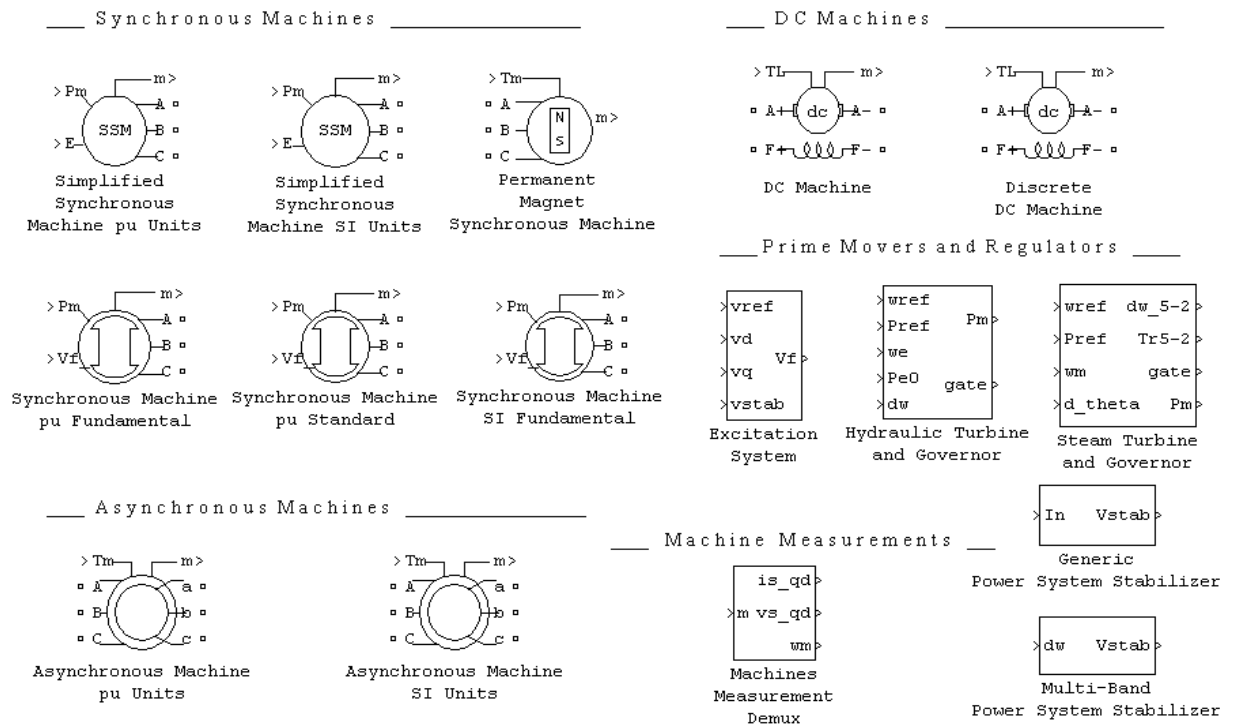 Synchronous Machines
>Pm
m>
A
SSM
B
>E
C
Simplified
Synchronous
Machine pu Units
>Pm
m>
A
SSM
B
>E
C
Simplified
Synchronous
Machine SI Units
>Tm
A
N
m>
B
S
C
Permanent
Magnet
Synchronous Machine
>Pm
m>
A
B
>Vf_
C
Synchronous Machine
pu Fundamental
>Pm
m>
A
B
>Vf_
C
Synchronous Machine
pu Standard
>Pm
m>
A
B
>Vf_
C
Synchronous Machine
SI Fundamental
Asynchronous Machines
>Tm
m>
A
a
B
b
C
c
Asynchronous Machine
pu Units
>Tm
m>
A
a
B
b
C
c
Asynchronous Machine
SI Units
DC Machines
>TL
m>
A+
dc
A-
F+
F-
DC Machine
>TL
m>
A+
dc
A-
F+
F-
Discrete
DC Machine
Prime Movers and Regulators
vref
vd
Vf
vq
vstab
Excitation
System
wref
Pm
Pref
we
Pe0
gate
dw
Hydraulic Turbine
and Governor
wref dw_5-2
Pref Tr5-2
wm gate
d_theta Pm
Steam Turbine
and Governor
In Vstab
Generic
Power System Stabilizer
dw Vstab
Multi-Band
Power System Stabilizer
Machine Measurements
is_qd
m vs_qd
wm
Machines
Measurement
Demux